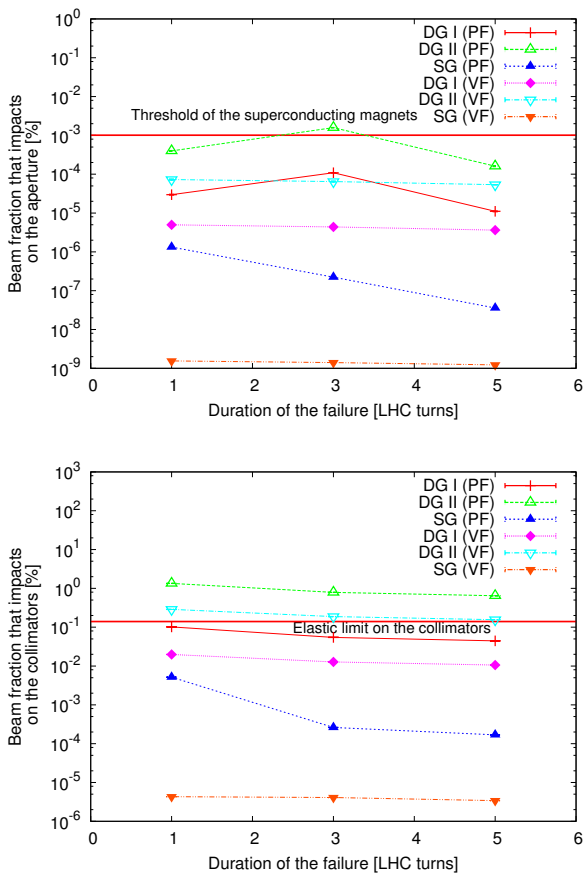 10^0
10^-1
10^-2
10^-3
10^-4
10^-5
10^-6
10^-7
10^-8
10^-9
Beam fraction that impacts
on the aperture [%]
DG I (PF)
DG II (PF)
SG (PF)
DG I (VF)
DG II (VF)
SG (VF)
Threshold of the superconducting magnets
0 1 2 3 4 5 6
Duration of the failure [LHC turns]
10^3
10^2
10^1
10^0
10^-1
10^-2
10^-3
10^-4
10^-5
10^-6
Beam fraction that impacts
on the collimators [%]
DG I (PF)
DG II (PF)
SG (PF)
DG I (VF)
DG II (VF)
SG (VF)
Elastic limit on the collimators
0 1 2 3 4 5 6
Duration of the failure [LHC turns]